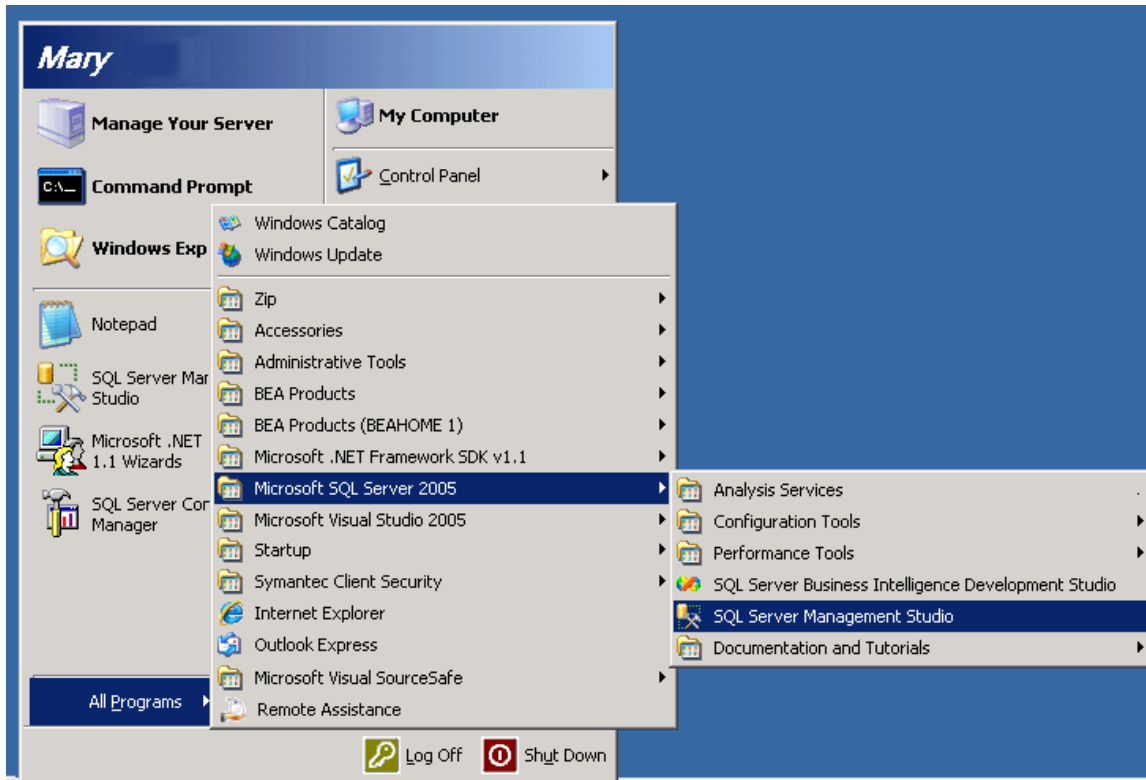 Mary
Manage Your Server
My Computer
C:\_
Command Prompt
Control Panel
Windows Exp
Windows Catalog
Windows Update
Notepad
Zip
Accessories
SQL Server Mar
Studio
Administrative Tools
BEA Products
BEA Products (BEAHOME 1)
Microsoft .NET
1.1 Wizards
Microsoft .NET Framework SDK v1.1
SQL Server Cor
Manager
Microsoft SQL Server 2005
Microsoft Visual Studio 2005
Startup
Symantec Client Security
Internet Explorer
Outlook Express
Microsoft Visual SourceSafe
Remote Assistance
Analysis Services
Configuration Tools
Performance Tools
SQL Server Business Intelligence Development Studio
SQL Server Management Studio
Documentation and Tutorials
All Programs
Log Off
Shut Down